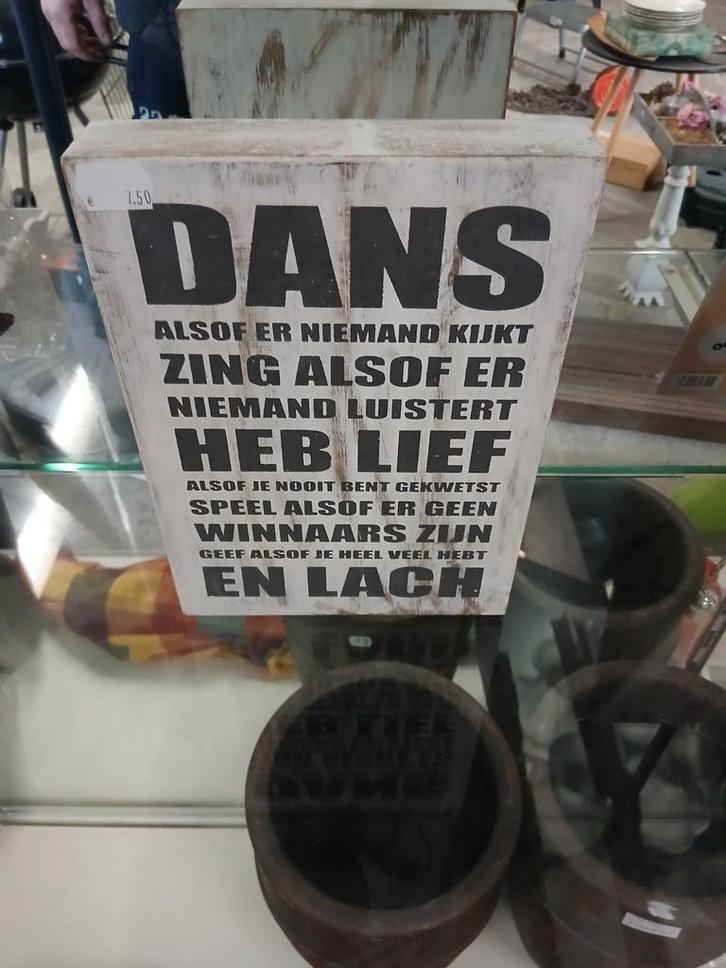 € 7.50
DANS
ALSOF ER NIEMAND KIJKT
ZING ALSOF ER
NIEMAND LUISTERT
HEB LIEF
ALSOF JE NOOIT BENT GEKWETST
SPEEL ALSOF ER GEEN
WINNAARS ZIJN
GEEF ALSOF JE HEEL VEEL HEBT
EN LACH